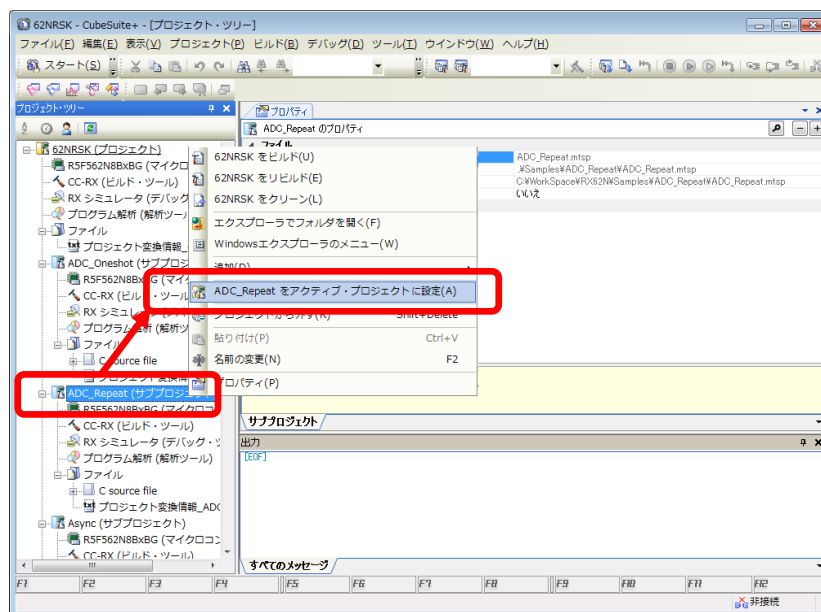 62NRSK - CubeSuite+ - [プロジェクト・ツリー]
ファイル(F) 編集(E) 表示(V) プロジェクト(P) ビルド(B) デバッグ(D) ツール(T) ウインドウ(W) ヘルプ(H)
スタート(S)
プロジェクト・ツリー
プロパティ
ADC_Repeat のプロパティ
ファイル
ADC_Repeat.mtsp
.¥Samples¥ADC_Repeat¥ADC_Repeat.mtsp
C:¥WorkSpace¥RX62N¥Samples¥ADC_Repeat¥ADC_Repeat.mtsp
いいえ
62NRSK (プロジェクト)
R5F562N8BxBG (マイクロ
CC-RX (ビルド・ツール)
RX シミュレータ (デバッグ
プログラム解析 (解析ツー
ファイル
プロジェクト変換情報_
ADC_Oneshot (サブプロジ
R5F562N8BxBG (マイ
CC-RX (ビル
RX シミュレ
プログラム解析 (解析ツ
ファイル
C source file
プロジェクト変換情
ADC_Repeat (サブプロジェ
R5F562N8BxBG (マイクロコ
CC-RX (ビルド・ツール)
RX シミュレータ (デバッグ・ツ
プログラム解析 (解析ツール)
ファイル
C source file
プロジェクト変換情報_ADC
Async (サブプロジェクト)
R5F562N8BxBG (マイクロコン
CC-RX (ビルド・ツール)
62NRSK をビルド(U)
62NRSK をリビルド(E)
62NRSK をクリーン(L)
エクスプローラでフォルダを開く(F)
Windowsエクスプローラのメニュー(W)
追加(D)
ADC_Repeat をアクティブ・プロジェクトに設定(A)
プロジェクトから外す(R) Shift+Delete
貼り付け(P) Ctrl+V
名前の変更(N) F2
プロパティ(P)
サブプロジェクト
出力
[EOF]
すべてのメッセージ
F1 F2 F3 F4 F5 F6 F7 F8 F9 F10 F11 F12
非接続